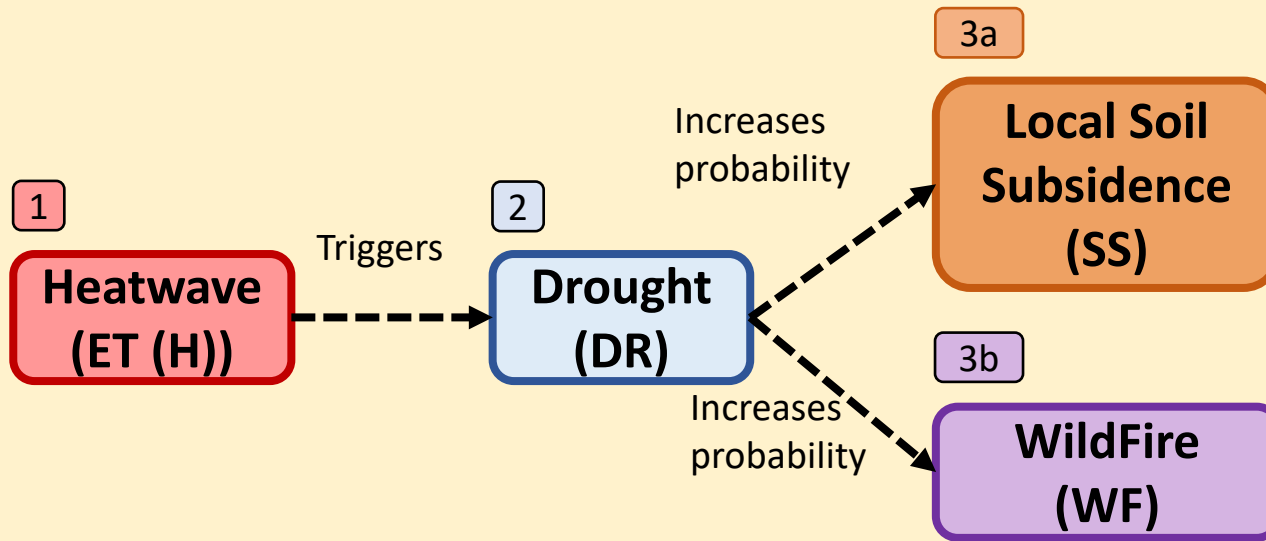 1
Heatwave
(ET (H))
Triggers
2
Drought
(DR)
Increases
probability
3a
Local Soil
Subsidence
(SS)
Increases
probability
3b
WildFire
(WF)